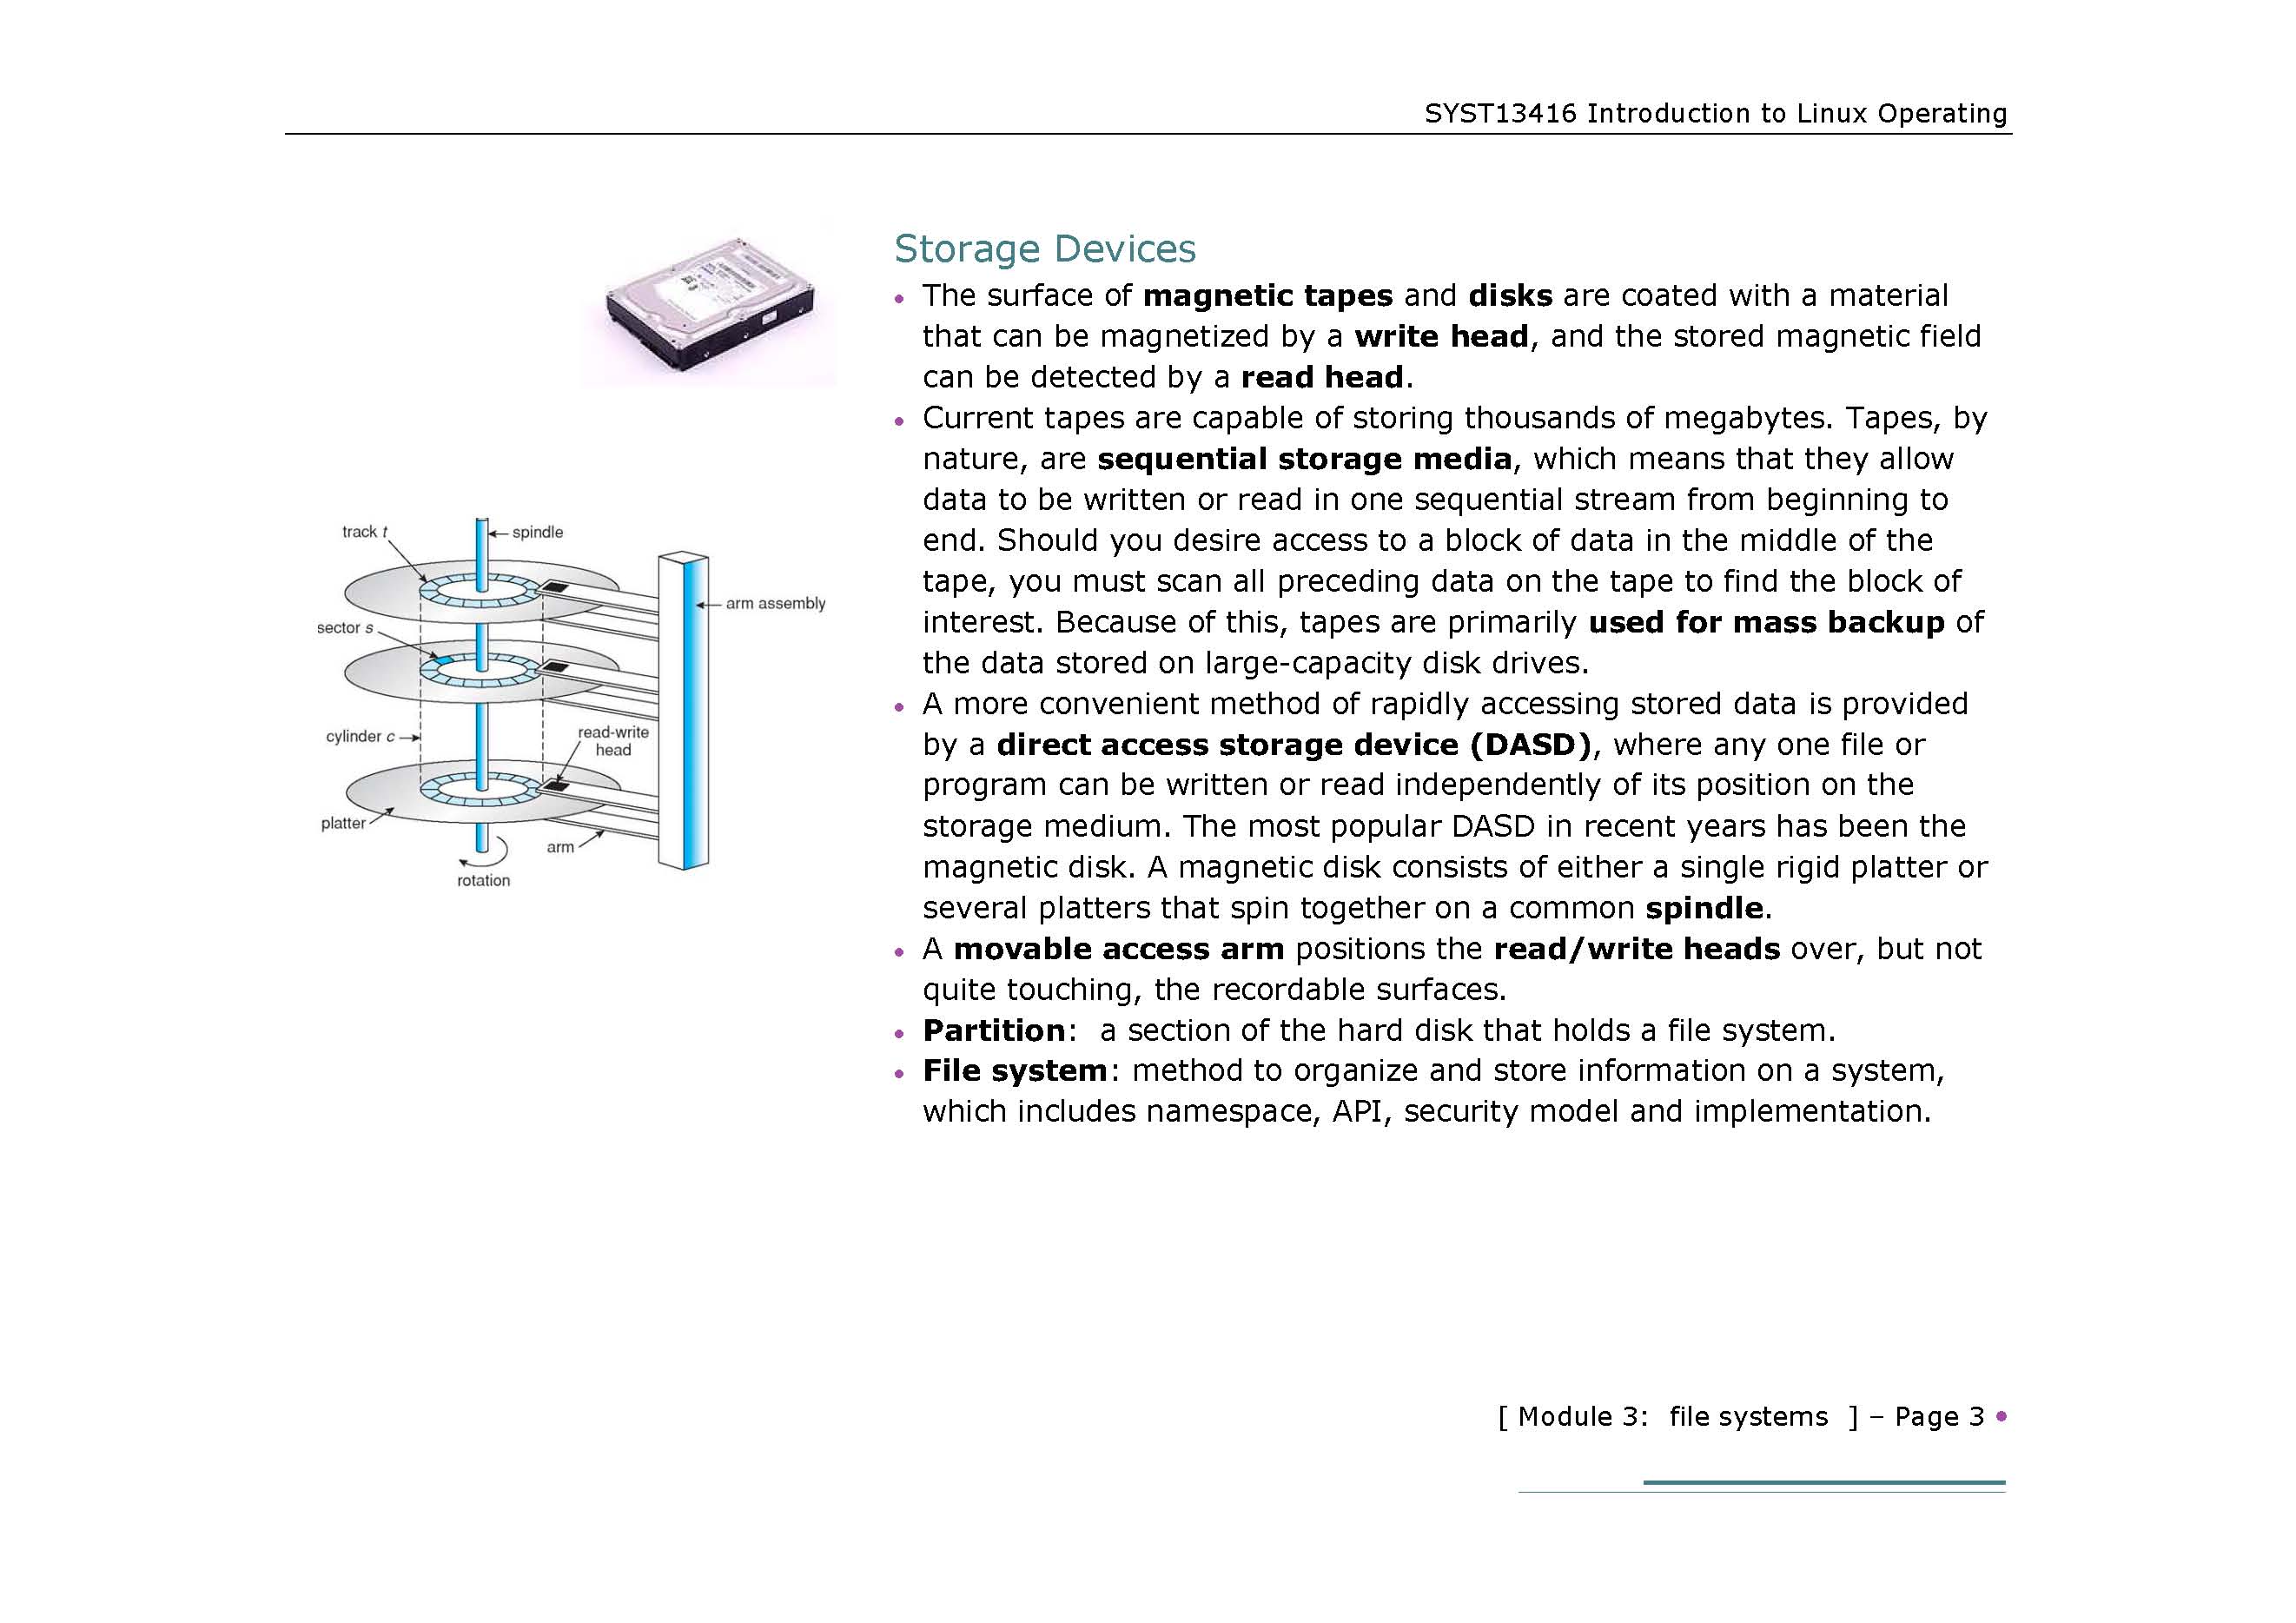 SYST13416 Introduction to Linux Operating
Storage Devices
• The surface of magnetic tapes and disks are coated with a material
that can be magnetized by a write head, and the stored magnetic field
can be detected by a read head.
• Current tapes are capable of storing thousands of megabytes. Tapes, by
nature, are sequential storage media, which means that they allow
data to be written or read in one sequential stream from beginning to
end. Should you desire access to a block of data in the middle of the
tape, you must scan all preceding data on the tape to find the block of
interest. Because of this, tapes are primarily used for mass backup of
the data stored on large-capacity disk drives.
• A more convenient method of rapidly accessing stored data is provided
by a direct access storage device (DASD), where any one file or
program can be written or read independently of its position on the
storage medium. The most popular DASD in recent years has been the
magnetic disk. A magnetic disk consists of either a single rigid platter or
several platters that spin together on a common spindle.
• A movable access arm positions the read/write heads over, but not
quite touching, the recordable surfaces.
• Partition:  a section of the hard disk that holds a file system.
• File system: method to organize and store information on a system,
which includes namespace, API, security model and implementation.
track t
spindle
arm assembly
sector s
cylinder c
read-write
head
platter
arm
rotation
[ Module 3:  file systems  ] – Page 3 •